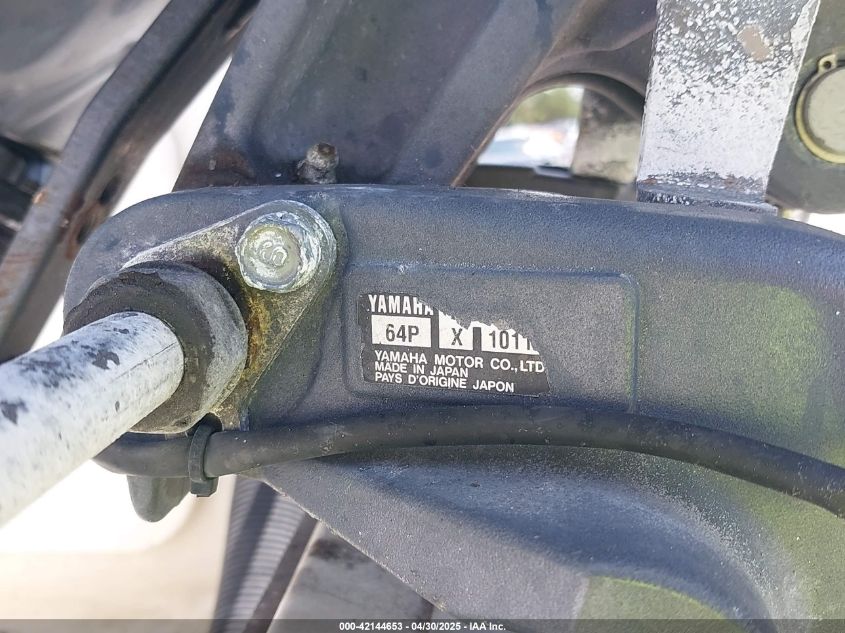 YAMAHA
64P X 1011
YAMAHA MOTOR CO.,LTD
MADE IN JAPAN
PAYS D'ORIGINE JAPON
000-42144653 - 04/30/2025 - IAA Inc.